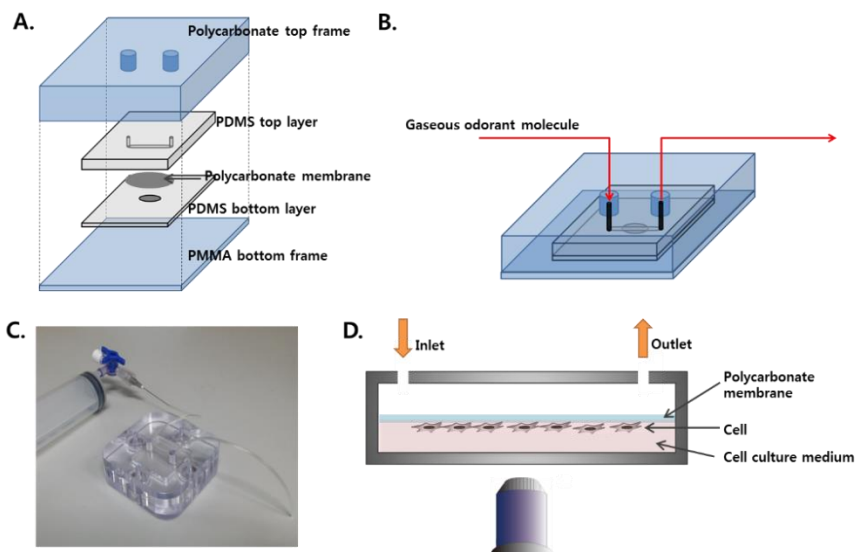 A.
Polycarbonate top frame
PDMS top layer
Polycarbonate membrane
PDMS bottom layer
PMMA bottom frame
B.
Gaseous odorant molecule
C.
D.
Inlet
Outlet
Polycarbonate
membrane
Cell
Cell culture medium